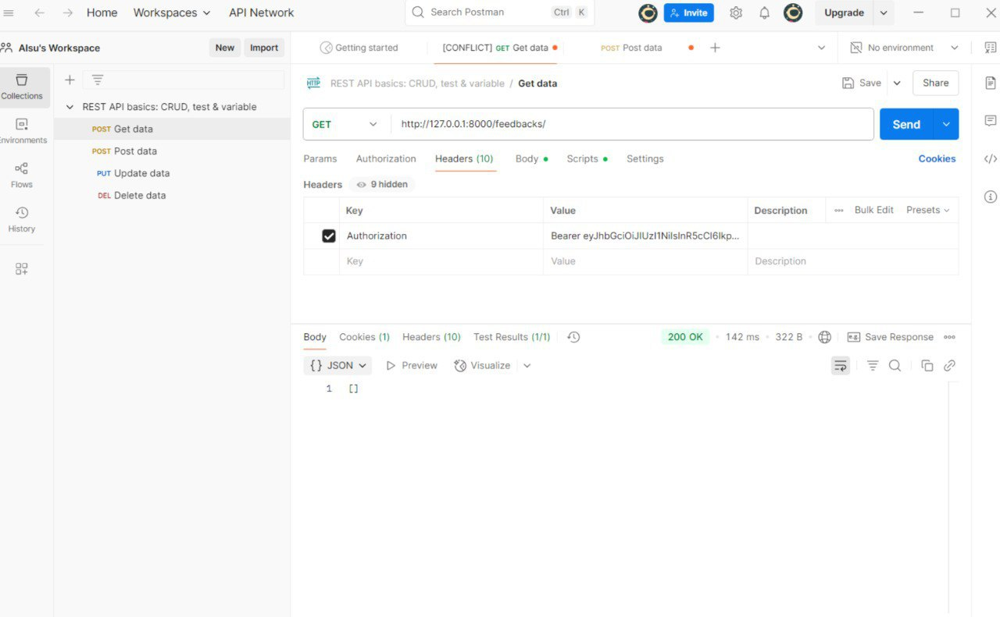 Home Workspaces API Network Search Postman Ctrl K Invite Upgrade
Alsu's Workspace New Import Getting started [CONFLICT] GET Get data POST Post data No environment
Collections
Environments
Flows
History
REST API basics: CRUD, test & variable
POST Get data
POST Post data
PUT Update data
DEL Delete data
HTTP REST API basics: CRUD, test & variable / Get data Save Share
GET http://127.0.0.1:8000/feedbacks/ Send
Params Authorization Headers (10) Body Scripts Settings Cookies
Headers 9 hidden
Key Value Description Bulk Edit Presets
Authorization Bearer eyJhbGciOiJIUzI1NiIsInR5cCI6Ikp...
Key Value Description
Body Cookies (1) Headers (10) Test Results (1/1) 200 OK 142 ms 322 B Save Response
{} JSON Preview Visualize
1 []